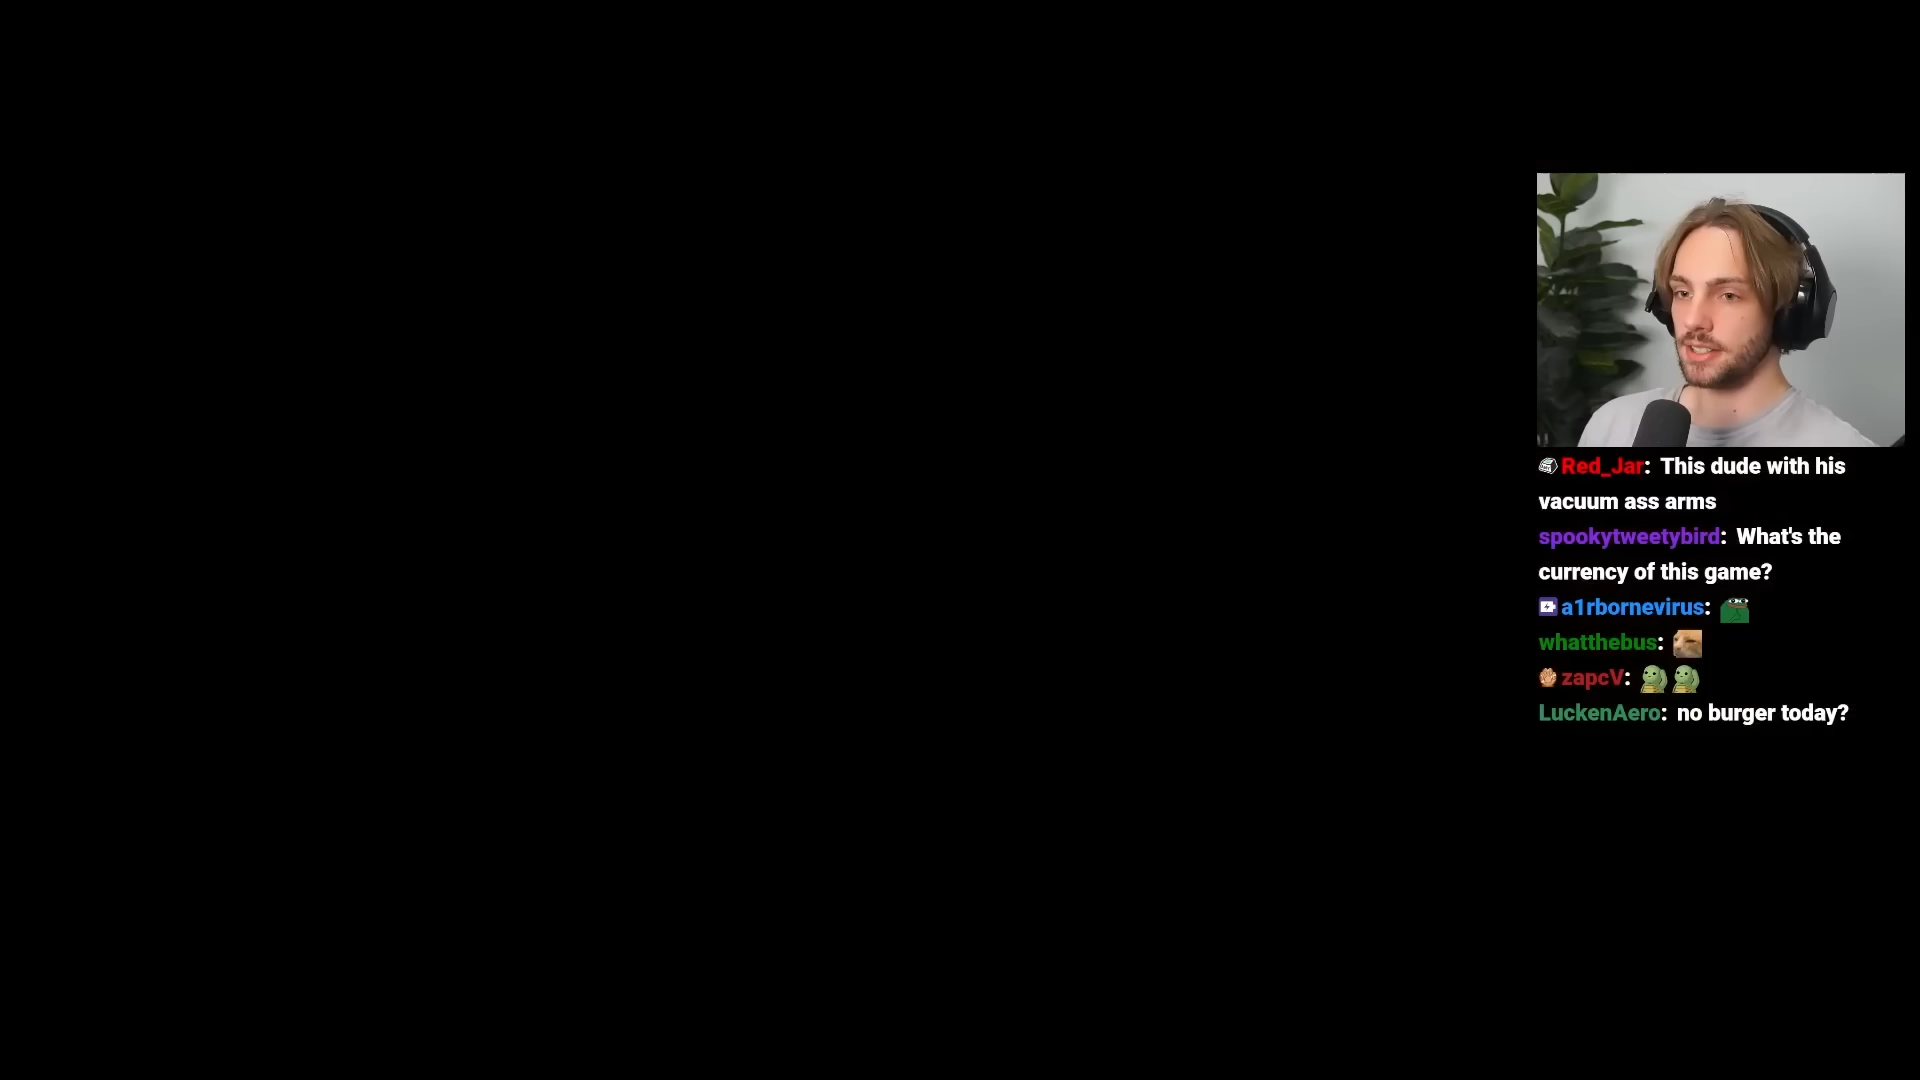 Red_Jar: This dude with his
vacuum ass arms
spookytweetybird: What's the
currency of this game?
a1rbornevirus:
whatthebus:
zapcV:
LuckenAero: no burger today?